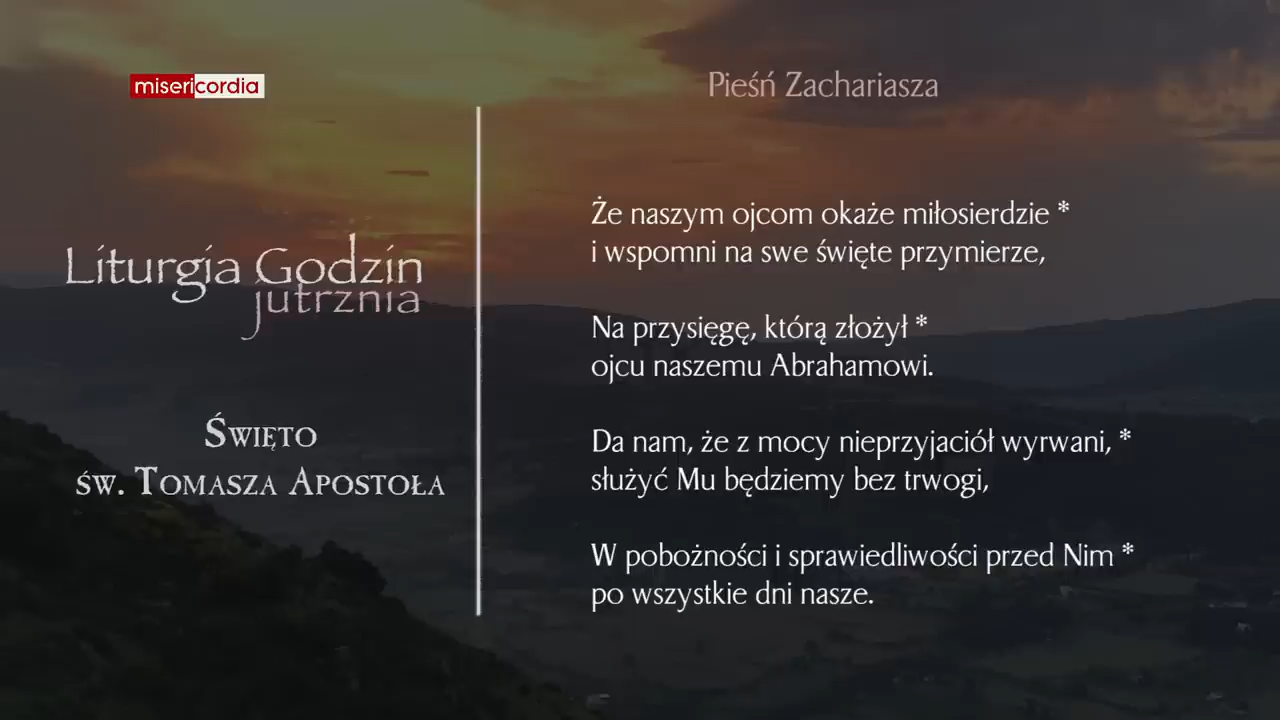 misericordia
Liturgia Godzin
jutrznia
Święto
św. Tomasza Apostoła
Pieśń Zachariasza
Że naszym ojcom okaże miłosierdzie *
i wspomni na swe święte przymierze,
Na przysięgę, którą złożył *
ojcu naszemu Abrahamowi.
Da nam, że z mocy nieprzyjaciół wyrwani, *
służyć Mu będziemy bez trwogi,
W pobożności i sprawiedliwości przed Nim *
po wszystkie dni nasze.